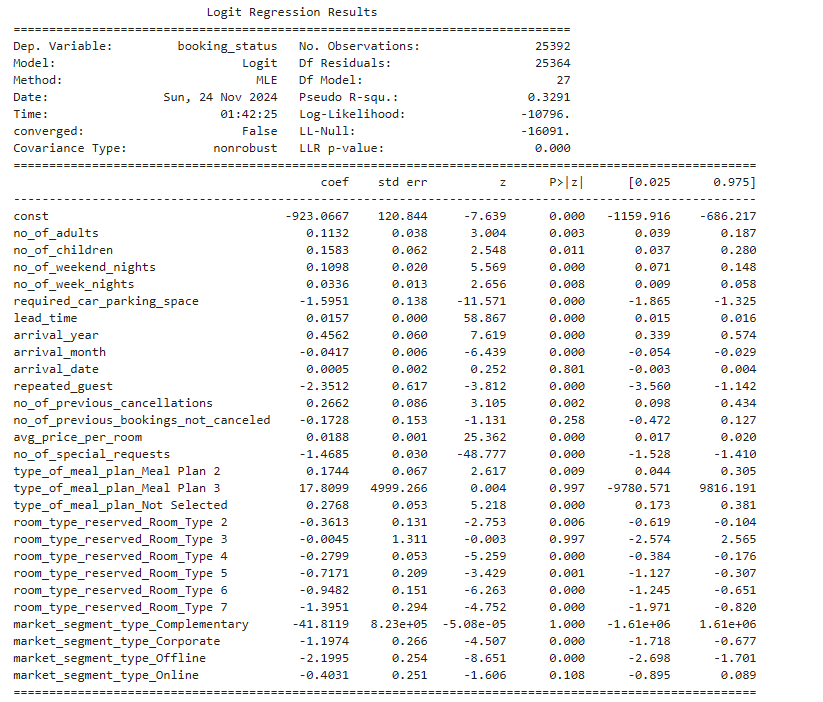 Logit Regression Results
==============================================================================
Dep. Variable: booking_status No. Observations: 25392
Model: Logit Df Residuals: 25364
Method: MLE Df Model: 27
Date: Sun, 24 Nov 2024 Pseudo R-squ.: 0.3291
Time: 01:42:25 Log-Likelihood: -10796.
converged: False LL-Null: -16091.
Covariance Type: nonrobust LLR p-value: 0.000
========================================================================================================
coef std err z P>|z| [0.025 0.975]
--------------------------------------------------------------------------------------------------------
const -923.0667 120.844 -7.639 0.000 -1159.916 -686.217
no_of_adults 0.1132 0.038 3.004 0.003 0.039 0.187
no_of_children 0.1583 0.062 2.548 0.011 0.037 0.280
no_of_weekend_nights 0.1098 0.020 5.569 0.000 0.071 0.148
no_of_week_nights 0.0336 0.013 2.656 0.008 0.009 0.058
required_car_parking_space -1.5951 0.138 -11.571 0.000 -1.865 -1.325
lead_time 0.0157 0.000 58.867 0.000 0.015 0.016
arrival_year 0.4562 0.060 7.619 0.000 0.339 0.574
arrival_month -0.0417 0.006 -6.439 0.000 -0.054 -0.029
arrival_date 0.0005 0.002 0.252 0.801 -0.003 0.004
repeated_guest -2.3512 0.617 -3.812 0.000 -3.560 -1.142
no_of_previous_cancellations 0.2662 0.086 3.105 0.002 0.098 0.434
no_of_previous_bookings_not_canceled -0.1728 0.153 -1.131 0.258 -0.472 0.127
avg_price_per_room 0.0188 0.001 25.362 0.000 0.017 0.020
no_of_special_requests -1.4685 0.030 -48.777 0.000 -1.528 -1.410
type_of_meal_plan_Meal Plan 2 0.1744 0.067 2.617 0.009 0.044 0.305
type_of_meal_plan_Meal Plan 3 17.8099 4999.266 0.004 0.997 -9780.571 9816.191
type_of_meal_plan_Not Selected 0.2768 0.053 5.218 0.000 0.173 0.381
room_type_reserved_Room_Type 2 -0.3613 0.131 -2.753 0.006 -0.619 -0.104
room_type_reserved_Room_Type 3 -0.0045 1.311 -0.003 0.997 -2.574 2.565
room_type_reserved_Room_Type 4 -0.2799 0.053 -5.259 0.000 -0.384 -0.176
room_type_reserved_Room_Type 5 -0.7171 0.209 -3.429 0.001 -1.127 -0.307
room_type_reserved_Room_Type 6 -0.9482 0.151 -6.263 0.000 -1.245 -0.651
room_type_reserved_Room_Type 7 -1.3951 0.294 -4.752 0.000 -1.971 -0.820
market_segment_type_Complementary -41.8119 8.23e+05 -5.08e-05 1.000 -1.61e+06 1.61e+06
market_segment_type_Corporate -1.1974 0.266 -4.507 0.000 -1.718 -0.677
market_segment_type_Offline -2.1995 0.254 -8.651 0.000 -2.698 -1.701
market_segment_type_Online -0.4031 0.251 -1.606 0.108 -0.895 0.089
========================================================================================================